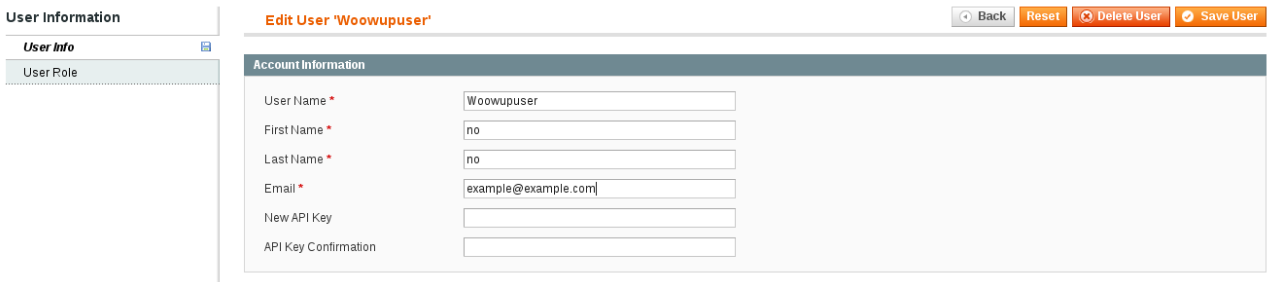 User Information
User Info
User Role
Edit User 'Woowupuser'
Back Reset Delete User Save User
Account Information
User Name * Woowupuser
First Name * no
Last Name * no
Email * example@example.com
New API Key
API Key Confirmation